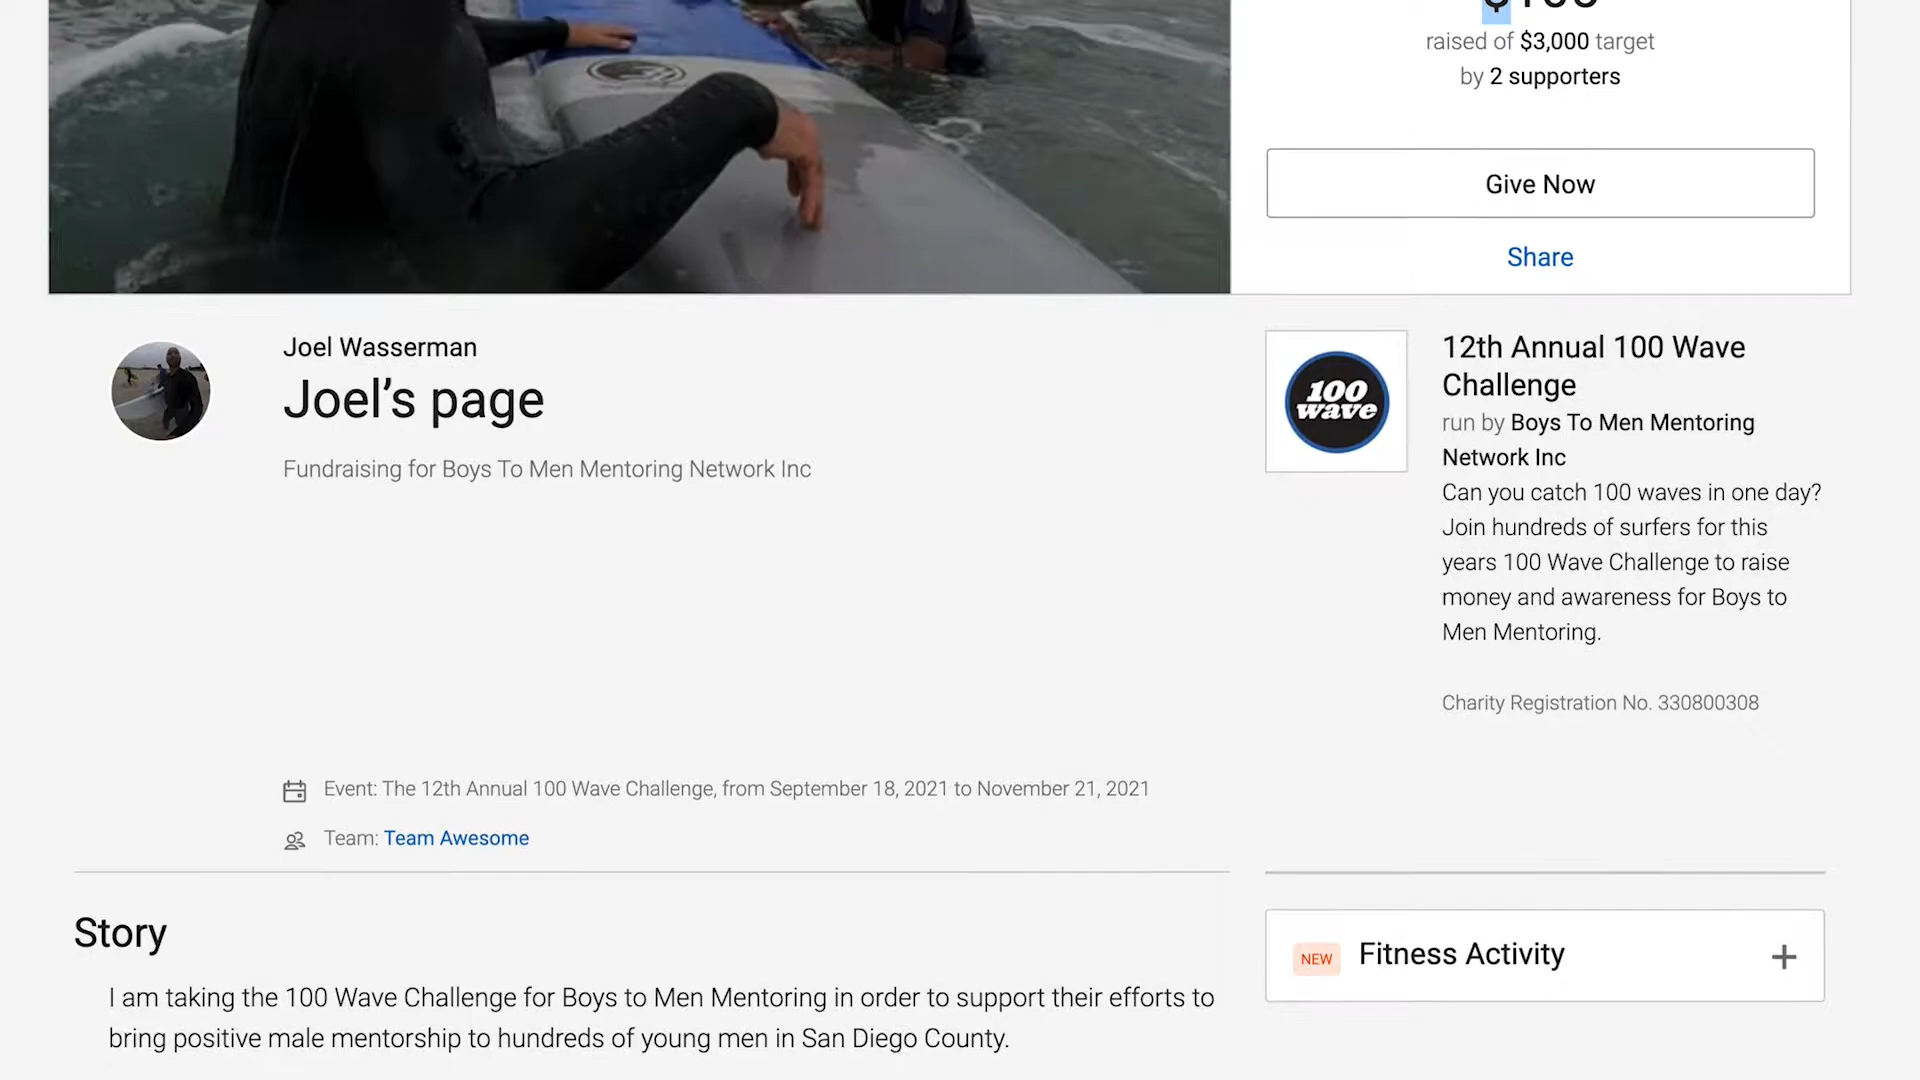 raised of $3,000 target
by 2 supporters
Give Now
Share
Joel Wasserman
Joel’s page
Fundraising for Boys To Men Mentoring Network Inc
Event: The 12th Annual 100 Wave Challenge, from September 18, 2021 to November 21, 2021
Team: Team Awesome
100
wave
12th Annual 100 Wave
Challenge
run by Boys To Men Mentoring
Network Inc
Can you catch 100 waves in one day?
Join hundreds of surfers for this
years 100 Wave Challenge to raise
money and awareness for Boys to
Men Mentoring.
Charity Registration No. 330800308
Story
I am taking the 100 Wave Challenge for Boys to Men Mentoring in order to support their efforts to
bring positive male mentorship to hundreds of young men in San Diego County.
NEW Fitness Activity